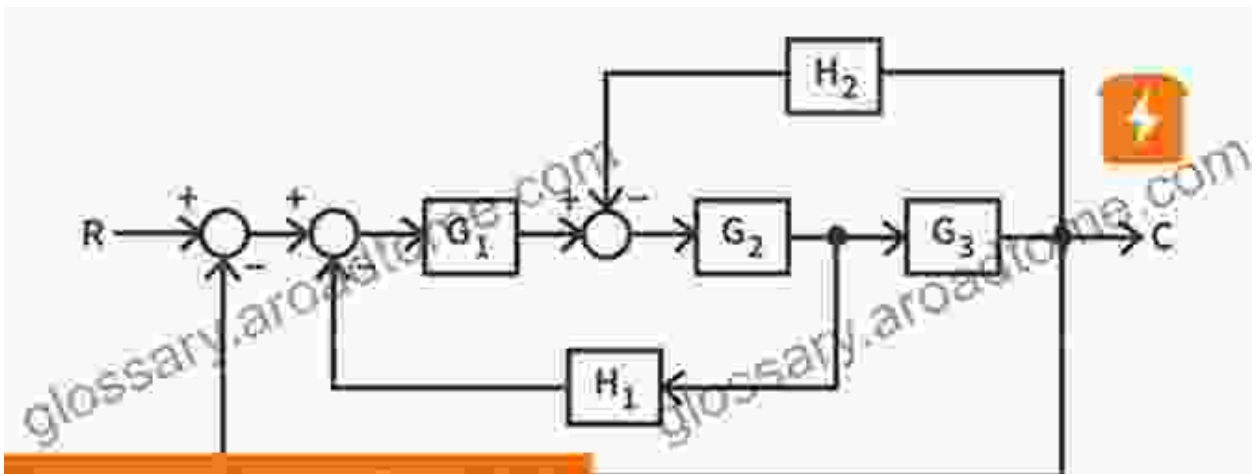 H2
R + + G1 + − G2 G3 C
− −
H1
glossary.aroadtome.com
glossary.aroadtome.com